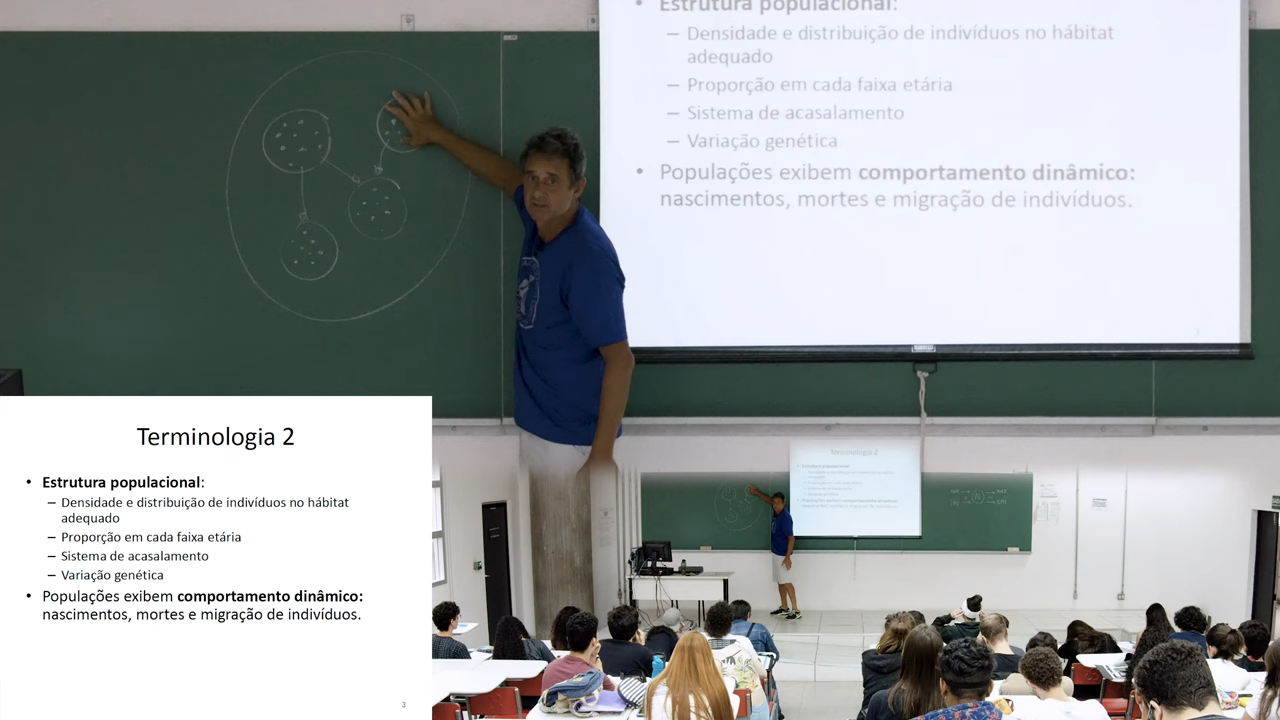 Estrutura populacional:
– Densidade e distribuição de indivíduos no hábitat
adequado
– Proporção em cada faixa etária
– Sistema de acasalamento
– Variação genética
• Populações exibem comportamento dinâmico:
nascimentos, mortes e migração de indivíduos.
Terminologia 2
• Estrutura populacional:
– Densidade e distribuição de indivíduos no hábitat
adequado
– Proporção em cada faixa etária
– Sistema de acasalamento
– Variação genética
• Populações exibem comportamento dinâmico:
nascimentos, mortes e migração de indivíduos.
3
Terminologia 2